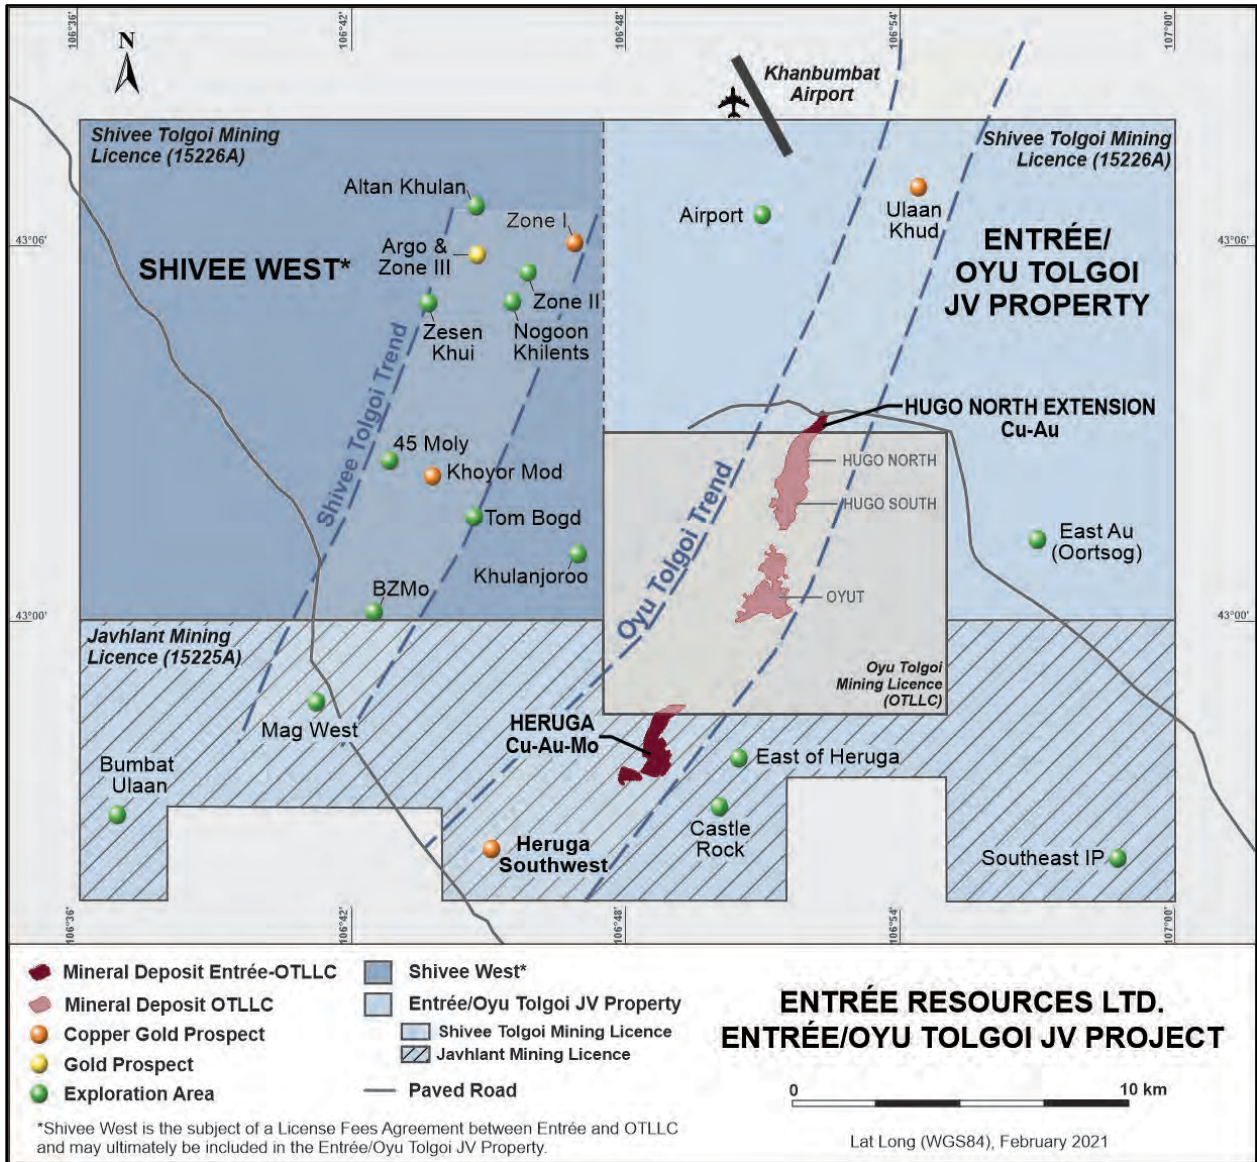 106°36'
106°42'
106°48'
106°54'
107°00'
N
Khanbumbat
Airport
Shivee Tolgoi Mining
Licence (15226A)
Shivee Tolgoi Mining
Licence (15226A)
Altan Khulan
Zone I
Airport
Ulaan
Khud
43°06'
43°06'
Argo &
Zone III
SHIVEE WEST*
ENTRÉE/
OYU TOLGOI
JV PROPERTY
Zone II
Zesen
Khui
Nogoon
Khilents
Shivee Tolgoi Trend
HUGO NORTH EXTENSION
Cu-Au
45 Moly
Khoyor Mod
HUGO NORTH
HUGO SOUTH
Tom Bogd
East Au
(Oortsog)
Khulanjoroo
Oyu Tolgoi Trend
BZMo
OYUT
43°00'
43°00'
Javhlant Mining
Licence (15225A)
Oyu Tolgoi
Mining Licence
(OTLLC)
Mag West
HERUGA
Cu-Au-Mo
East of Heruga
Bumbat
Ulaan
Castle
Rock
Heruga
Southwest
Southeast IP
106°36'
106°42'
106°48'
106°54'
107°00'
Mineral Deposit Entrée-OTLLC
Mineral Deposit OTLLC
Copper Gold Prospect
Gold Prospect
Exploration Area
Shivee West*
Entrée/Oyu Tolgoi JV Property
Shivee Tolgoi Mining Licence
Javhlant Mining Licence
Paved Road
*Shivee West is the subject of a License Fees Agreement between Entrée and OTLLC
and may ultimately be included in the Entrée/Oyu Tolgoi JV Property.
ENTRÉE RESOURCES LTD.
ENTRÉE/OYU TOLGOI JV PROJECT
0 10 km
Lat Long (WGS84), February 2021